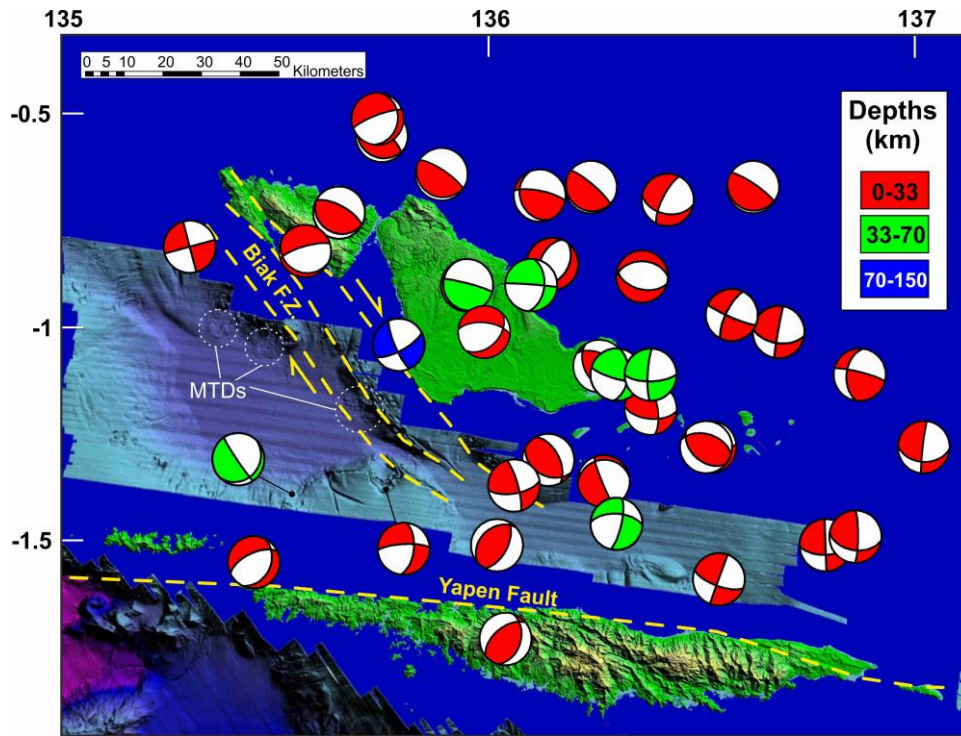 135 136 137
0 5 10 20 30 40 50
Kilometers
-0.5
-1
-1.5
Depths
(km)
0-33
33-70
70-150
Biak F.Z
MTDs
Yapen Fault